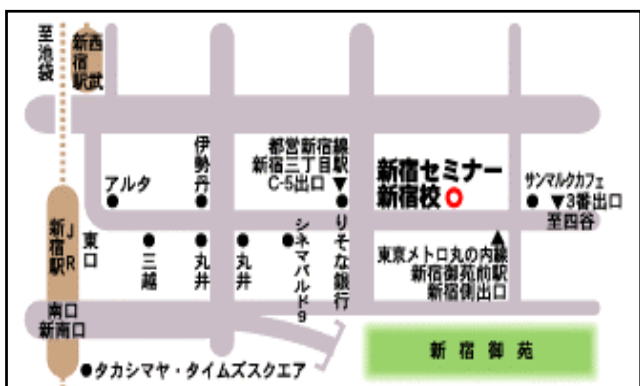 至池袋
西武
新宿駅
伊勢丹
都営新宿線
新宿三丁目駅
C-5出口 ▼
新宿セミナー
新宿校
サンマルクカフェ
▼3番出口
至四谷
アルタ
JR
新宿駅
東口
三越
丸井
丸井
シネマバルド9
りそな銀行
東京メトロ丸の内線
新宿御苑前駅
新宿側出口
南口
新南口
新宿御苑
●タカシマヤ・タイムズスクエア